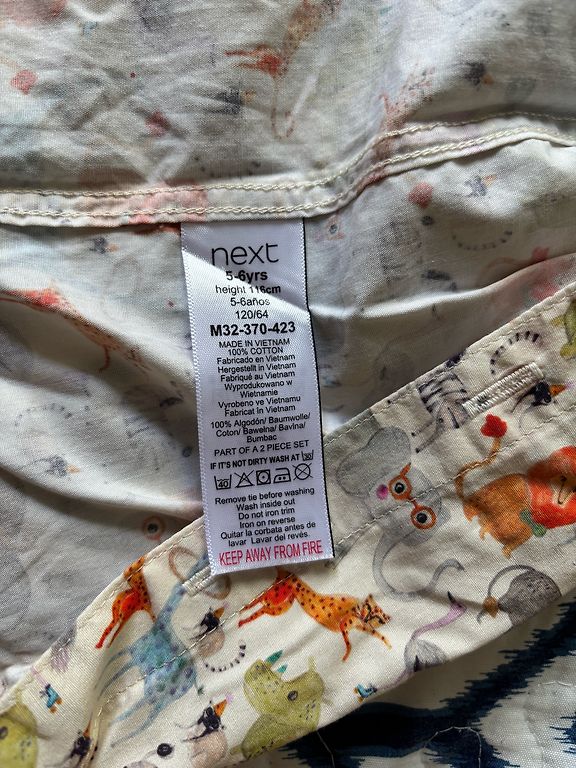 next
5-6yrs
height 116cm
5-6años
120/64
M32-370-423
MADE IN VIETNAM
100% COTTON
Fabricado en Vietnam
Hergestellt in Vietnam
Fabriqué au Vietnam
Wyprodukowano w
Wietnamie
Vyrobeno ve Vietnamu
Fabricat în Vietnam
100% Algodón/ Baumwolle/
Coton/ Bawełna/ Bavlna/
Bumbac
PART OF A 2 PIECE SET
IF IT'S NOT DIRTY WASH AT 30
40
Remove tie before washing
Wash inside out
Do not iron trim
Iron on reverse
Quitar la corbata antes de
lavar Lavar del revés.
KEEP AWAY FROM FIRE